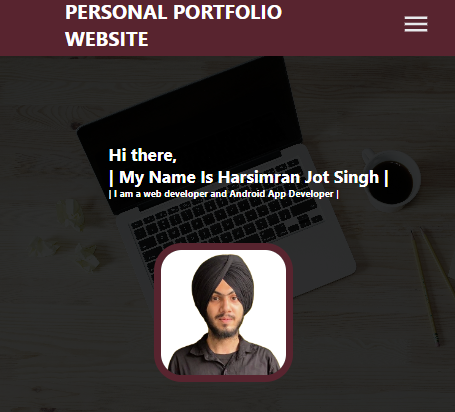 PERSONAL PORTFOLIO
WEBSITE
Hi there,
| My Name Is Harsimran Jot Singh |
| I am a web developer and Android App Developer |